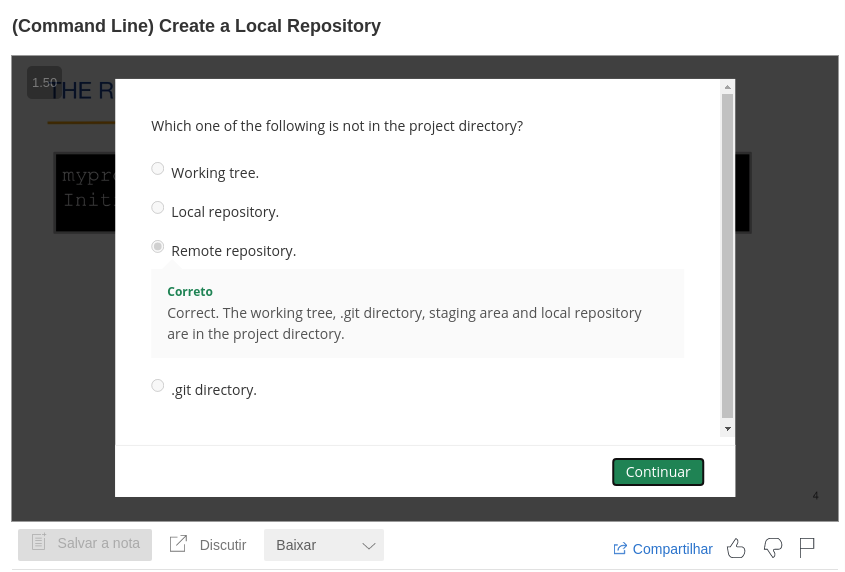 (Command Line) Create a Local Repository
1.50
THE R
mypr
Init
Which one of the following is not in the project directory?
Working tree.
Local repository.
Remote repository.
Correto
Correct. The working tree, .git directory, staging area and local repository
are in the project directory.
.git directory.
Continuar
4
Salvar a nota
Discutir
Baixar
Compartilhar